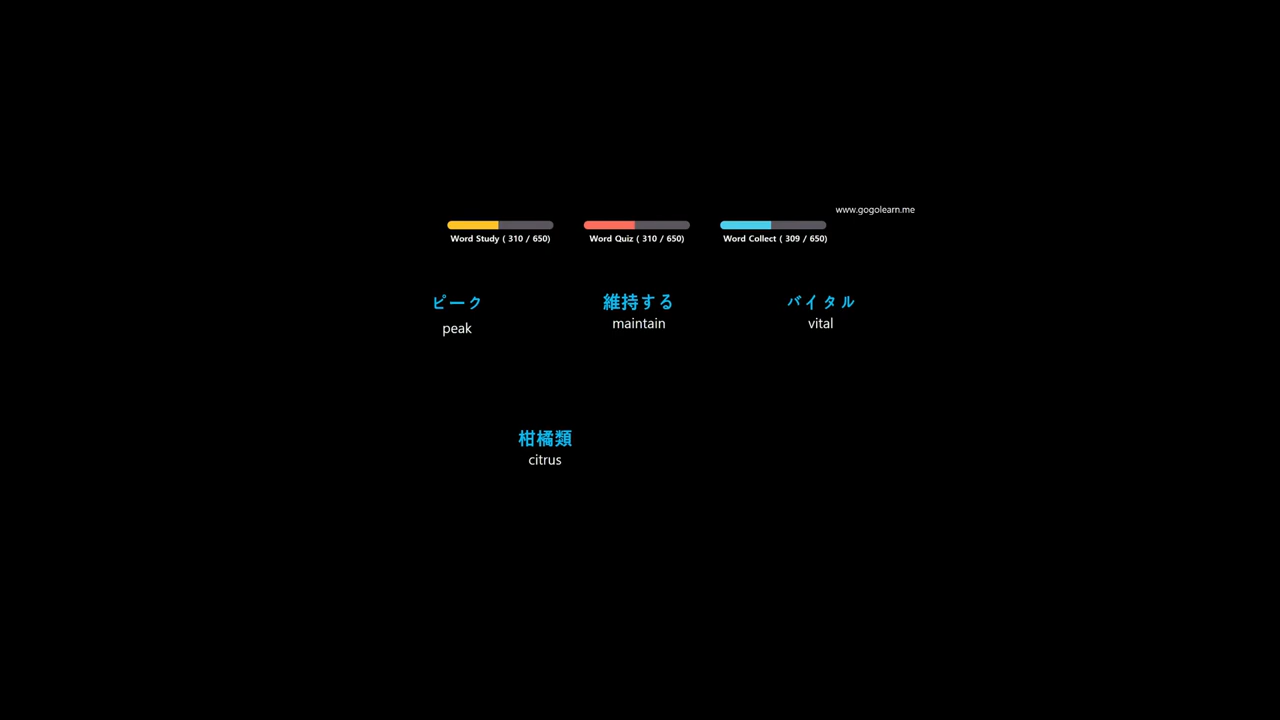 www.gogolearn.me
Word Study ( 310 / 650)
Word Quiz ( 310 / 650)
Word Collect ( 309 / 650)
ピーク
peak
維持する
maintain
バイタル
vital
柑橘類
citrus